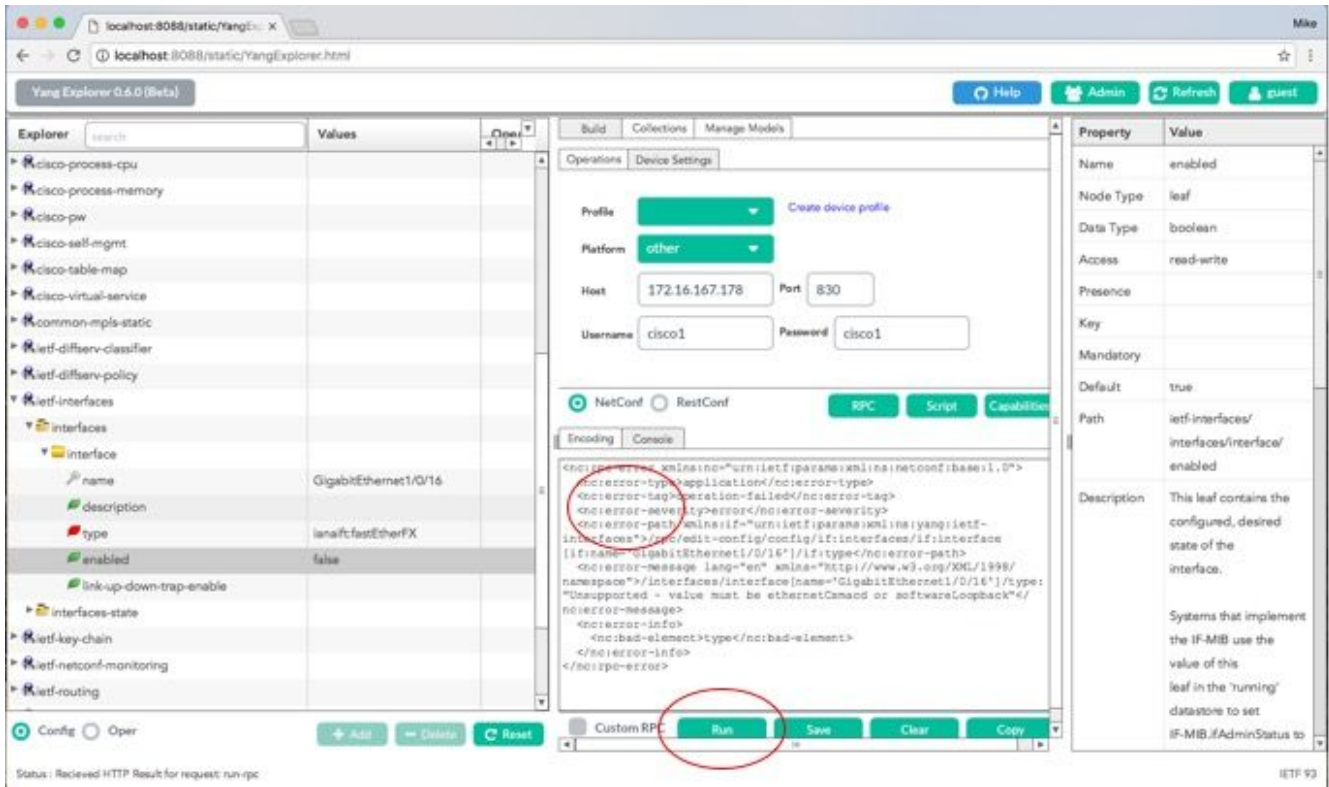 localhost:8088/static/YangEx
Mike
localhost:8088/static/YangExplorer.html
Yang Explorer 0.6.0 (Beta)
Help
Admin
Refresh
guest
Explorer
search
Values
Oper
cisco-process-cpu
cisco-process-memory
cisco-pw
cisco-self-mgmt
cisco-table-map
cisco-virtual-service
common-mpls-static
ietf-diffserv-classifier
ietf-diffserv-policy
ietf-interfaces
interfaces
interface
name
GigabitEthernet1/0/16
description
type
ianaift:fastEtherFX
enabled
false
link-up-down-trap-enable
interfaces-state
ietf-key-chain
ietf-netconf-monitoring
ietf-routing
Config
Oper
Add
Delete
Reset
Build
Collections
Manage Models
Operations
Device Settings
Profile
Create device profile
Platform
other
Host
172.16.167.178
Port
830
Username
cisco1
Password
cisco1
NetConf
RestConf
RPC
Script
Capabilities
Encoding
Console
<nc:rpc-error xmlns:nc="urn:ietf:params:xml:ns:netconf:base:1.0">
<nc:error-type>application</nc:error-type>
<nc:error-tag>operation-failed</nc:error-tag>
<nc:error-severity>error</nc:error-severity>
<nc:error-path xmlns:if="urn:ietf:params:xml:ns:yang:ietf-
interfaces">/rpc/edit-config/config/if:interfaces/if:interface
[if:name='GigabitEthernet1/0/16']/if:type</nc:error-path>
<nc:error-message lang="en" xmlns="http://www.w3.org/XML/1998/
namespace">/interfaces/interface[name='GigabitEthernet1/0/16']/type:
"Unsupported - value must be ethernetCsmacd or softwareLoopback"</
nc:error-message>
<nc:error-info>
<nc:bad-element>type</nc:bad-element>
</nc:error-info>
</nc:rpc-error>
Custom RPC
Run
Save
Clear
Copy
Property
Value
Name
enabled
Node Type
leaf
Data Type
boolean
Access
read-write
Presence
Key
Mandatory
Default
true
Path
ietf-interfaces/
interfaces/interface/
enabled
Description
This leaf contains the
configured, desired
state of the
interface.
Systems that implement
the IF-MIB use the
value of this
leaf in the 'running'
datastore to set
IF-MIB.ifAdminStatus to
Status : Recieved HTTP Result for request: run-rpc
IETF 93